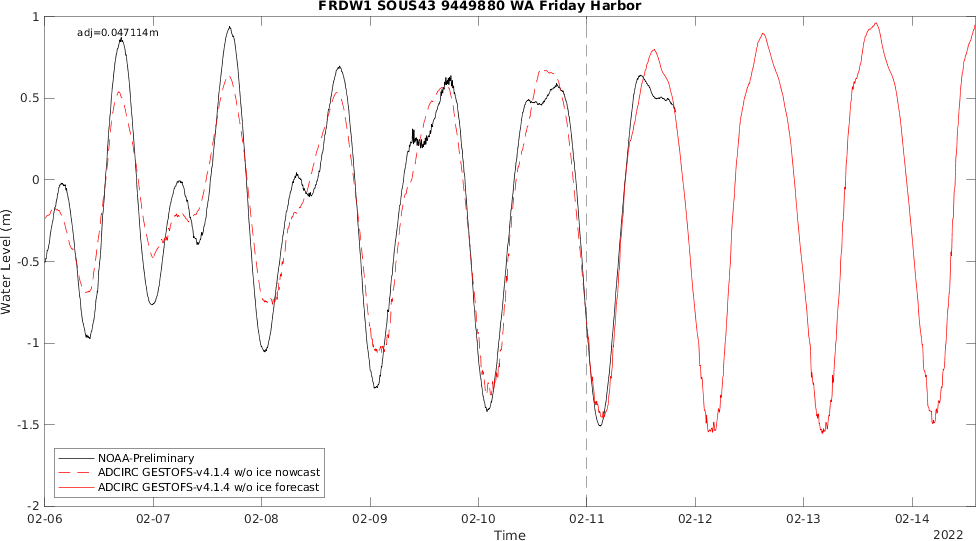 FRDW1 SOUS43 9449880 WA Friday Harbor
adj=0.047114m
1
0.5
0
-0.5
-1
-1.5
-2
Water Level (m)
NOAA-Preliminary
ADCIRC GESTOFS-v4.1.4 w/o ice nowcast
ADCIRC GESTOFS-v4.1.4 w/o ice forecast
02-06 02-07 02-08 02-09 02-10 02-11 02-12 02-13 02-14
Time
2022